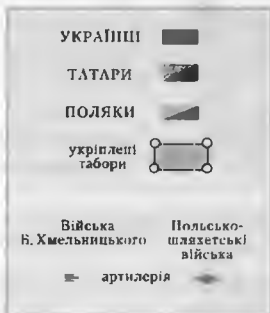 УКРАЇНЦІ
ТАТАРИ
ПОЛЯКИ
укріплені
табори
Війська
Б. Хмельницького
Польсько-
шляхетські
війська
артилерія